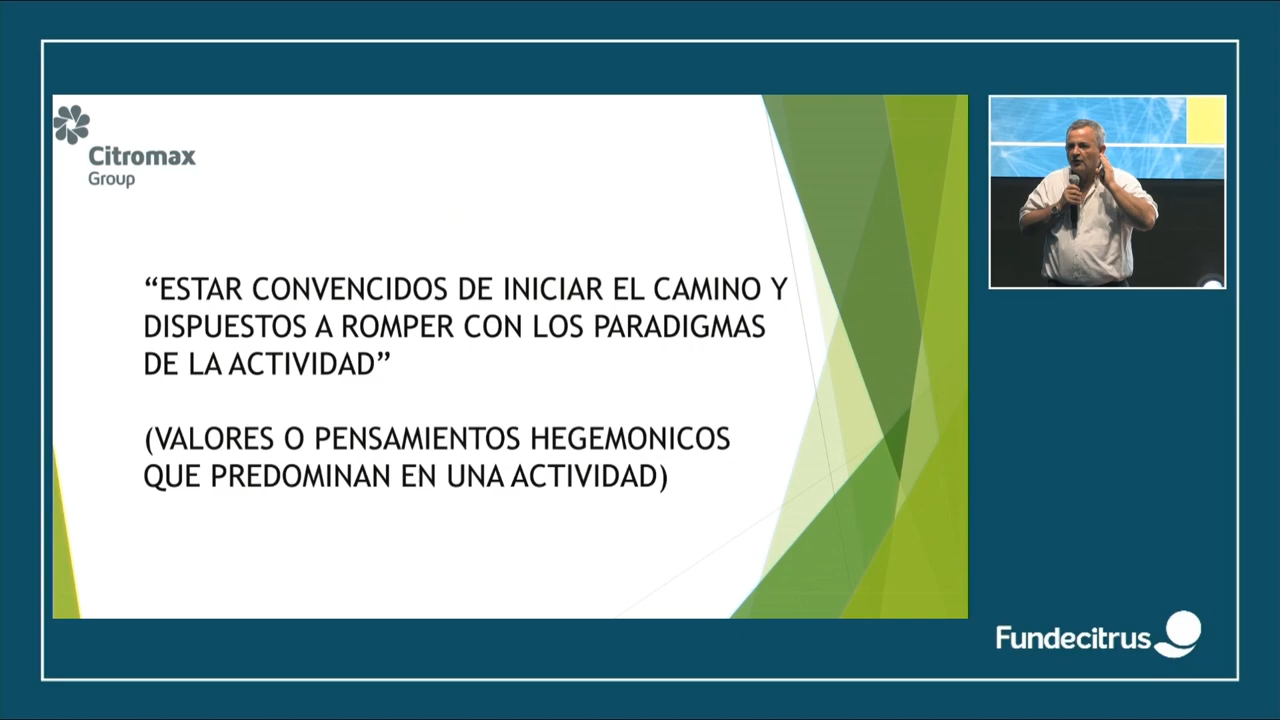 Citromax
Group
“ESTAR CONVENCIDOS DE INICIAR EL CAMINO Y
DISPUESTOS A ROMPER CON LOS PARADIGMAS
DE LA ACTIVIDAD”
(VALORES O PENSAMIENTOS HEGEMONICOS
QUE PREDOMINAN EN UNA ACTIVIDAD)
Fundecitrus